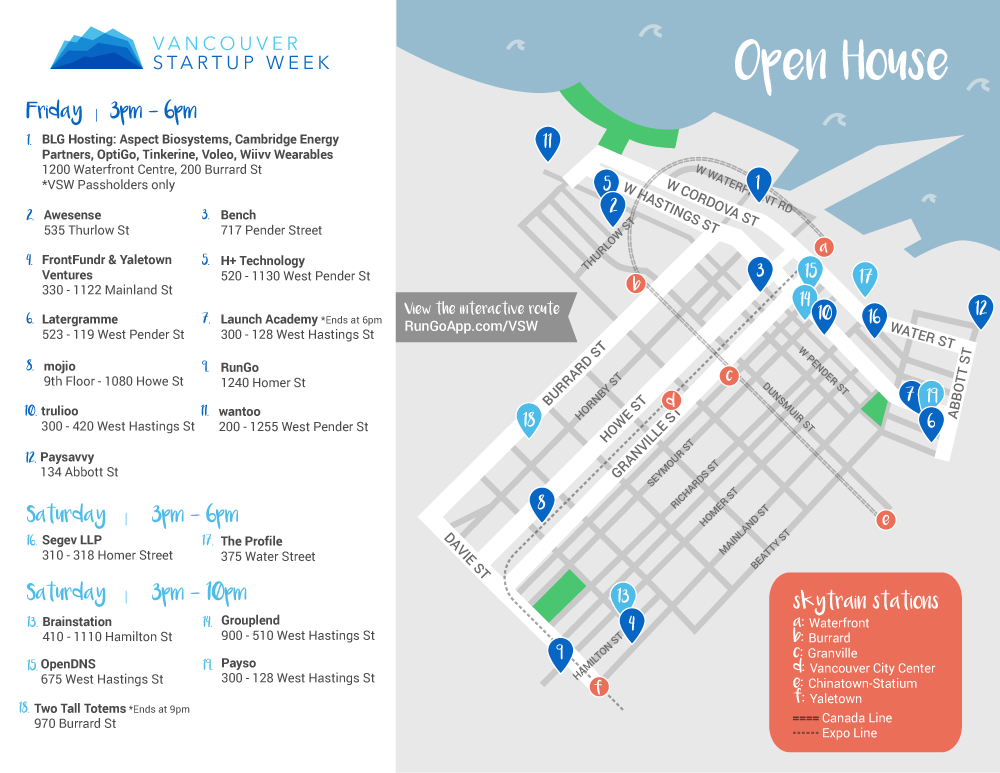 VANCOUVER
STARTUP WEEK
Friday | 3pm - 6pm
1. BLG Hosting: Aspect Biosystems, Cambridge Energy
Partners, OptiGo, Tinkerine, Voleo, Wiivv Wearables
1200 Waterfront Centre, 200 Burrard St
*VSW Passholders only
2. Awesense
535 Thurlow St
3. Bench
717 Pender Street
4. FrontFundr & Yaletown
Ventures
330 - 1122 Mainland St
5. H+ Technology
520 - 1130 West Pender St
6. Latergramme
523 - 119 West Pender St
7. Launch Academy *Ends at 6pm
300 - 128 West Hastings St
8. mojio
9th Floor - 1080 Howe St
9. RunGo
1240 Homer St
10. trulioo
300 - 420 West Hastings St
11. wantoo
200 - 1255 West Pender St
12. Paysavvy
134 Abbott St
Saturday | 3pm - 6pm
16. Segev LLP
310 - 318 Homer Street
17. The Profile
375 Water Street
Saturday | 3pm - 10pm
13. Brainstation
410 - 1110 Hamilton St
14. Grouplend
900 - 510 West Hastings St
15. OpenDNS
675 West Hastings St
19. Payso
300 - 128 West Hastings St
18. Two Tall Totems *Ends at 9pm
970 Burrard St
Open House
11
1
5
2
W WATERFRONT RD
W CORDOVA ST
W HASTINGS ST
THURLOW ST
a
b
3
15
17
14
10
16
12
View the interactive route
RunGoApp.com/VSW
WATER ST
ABBOTT ST
W PENDER ST
BURRARD ST
HORNBY ST
c
DUNSMUIR ST
d
HOWE ST
GRANVILLE ST
7
19
6
18
SEYMOUR ST
RICHARDS ST
HOMER ST
MAINLAND ST
BEATTY ST
8
e
DAVIE ST
13
4
9
HAMILTON ST
f
skytrain stations
a: Waterfront
b: Burrard
c: Granville
d: Vancouver City Center
e: Chinatown-Statium
f: Yaletown
Canada Line
Expo Line